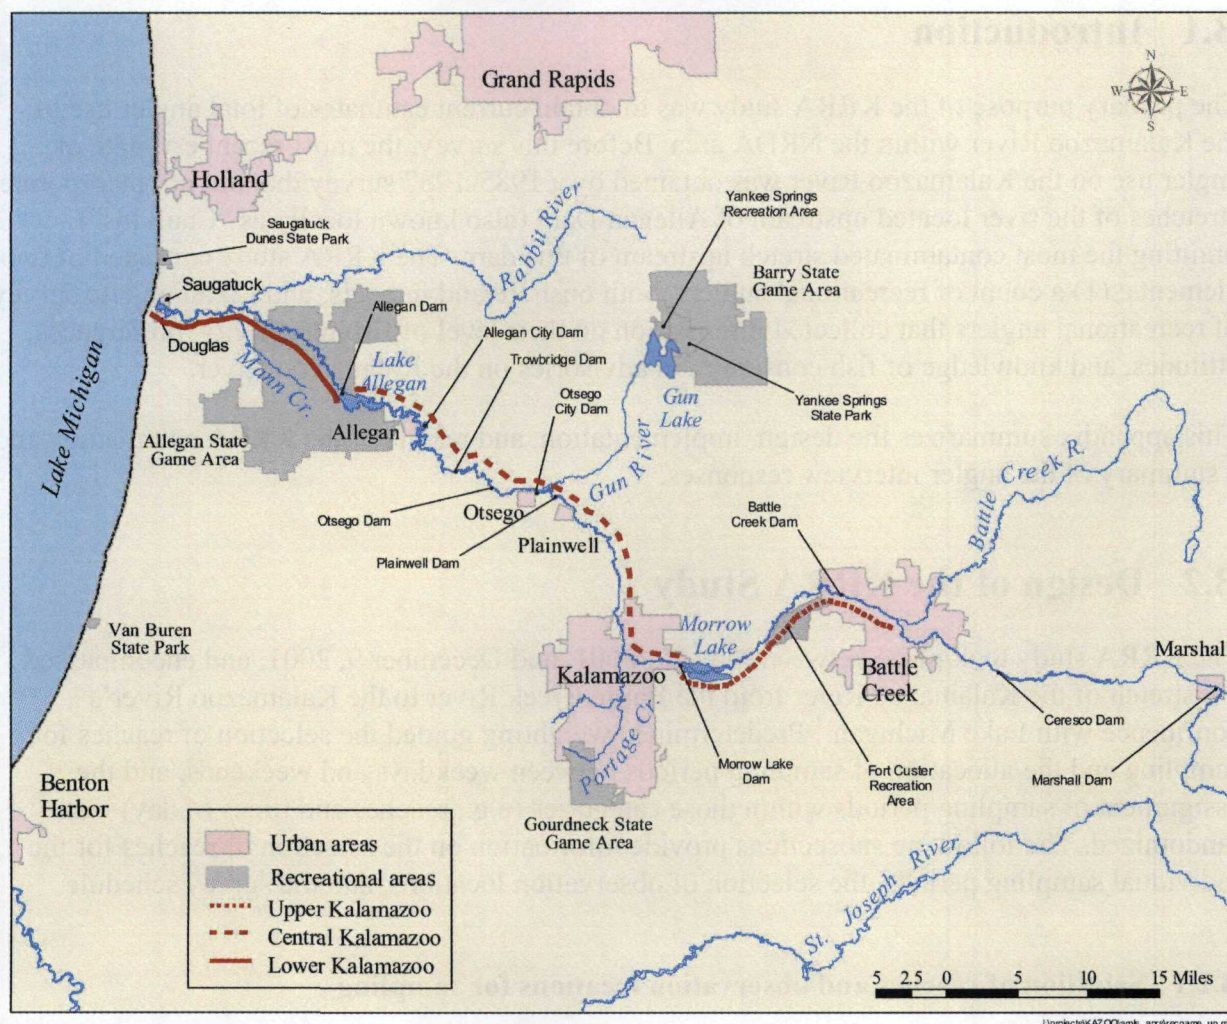 Grand Rapids
N
W
E
S
Holland
Saugatuck
Dunes State Park
Rabbit River
Yankee Springs
Recreation Area
Barry State
Game Area
Saugatuck
Allegan Dam
Douglas
Allegan City Dam
Mann Cr.
Lake
Allegan
Trowbridge Dam
Otsego
City Dam
Gun
Lake
Yankee Springs
State Park
Lake Michigan
Allegan State
Game Area
Allegan
Gun River
Battle Creek R.
Otsego Dam
Otsego
Plainwell
Plainwell Dam
Battle
Creek Dam
Van Buren
State Park
Morrow
Lake
Kalamazoo
Battle
Creek
Marshall
Portage Cr.
Ceresco Dam
Morrow Lake
Dam
Fort Custer
Recreation
Area
Marshall Dam
Benton
Harbor
Gourdneck State
Game Area
St. Joseph River
Urban areas
Recreational areas
Upper Kalamazoo
Central Kalamazoo
Lower Kalamazoo
5 2.5 0 5 10 15 Miles